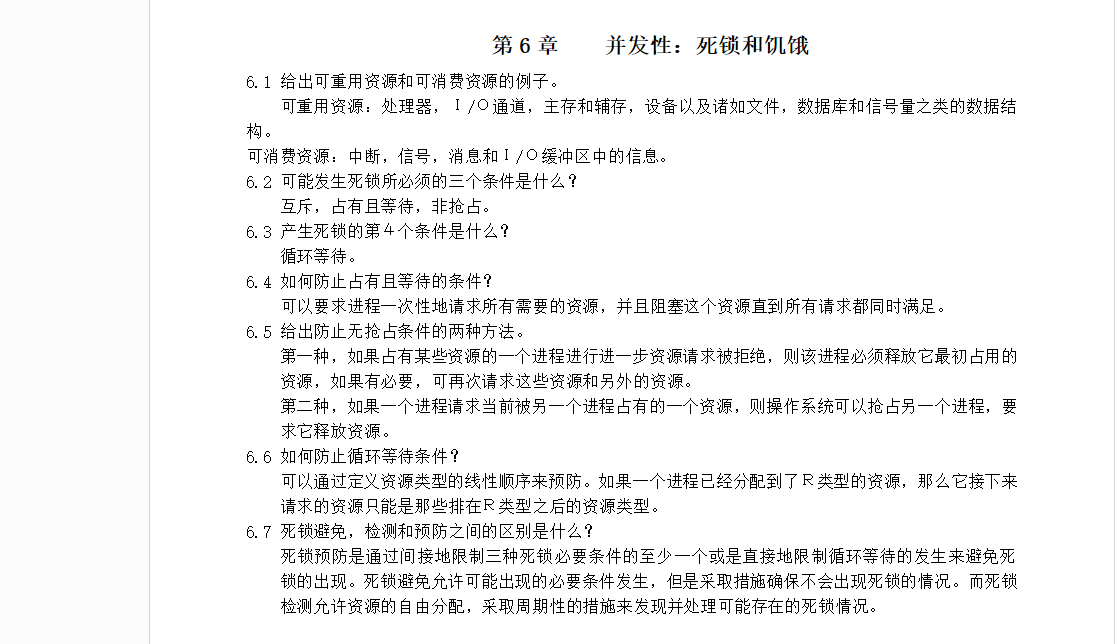 第 6 章　　并发性：死锁和饥饿
6.1 给出可重用资源和可消费资源的例子。
可重用资源：处理器，Ｉ/Ｏ通道，主存和辅存，设备以及诸如文件，数据库和信号量之类的数据结
构。
可消费资源：中断，信号，消息和Ｉ/Ｏ缓冲区中的信息。
6.2 可能发生死锁所必须的三个条件是什么？
互斥，占有且等待，非抢占。
6.3 产生死锁的第４个条件是什么？
循环等待。
6.4 如何防止占有且等待的条件？
可以要求进程一次性地请求所有需要的资源，并且阻塞这个资源直到所有请求都同时满足。
6.5 给出防止无抢占条件的两种方法。
第一种，如果占有某些资源的一个进程进行进一步资源请求被拒绝，则该进程必须释放它最初占用的
资源，如果有必要，可再次请求这些资源和另外的资源。
第二种，如果一个进程请求当前被另一个进程占有的一个资源，则操作系统可以抢占另一个进程，要
求它释放资源。
6.6 如何防止循环等待条件？
可以通过定义资源类型的线性顺序来预防。如果一个进程已经分配到了Ｒ类型的资源，那么它接下来
请求的资源只能是那些排在Ｒ类型之后的资源类型。
6.7 死锁避免，检测和预防之间的区别是什么？
死锁预防是通过间接地限制三种死锁必要条件的至少一个或是直接地限制循环等待的发生来避免死
锁的出现。死锁避免允许可能出现的必要条件发生，但是采取措施确保不会出现死锁的情况。而死锁
检测允许资源的自由分配，采取周期性的措施来发现并处理可能存在的死锁情况。